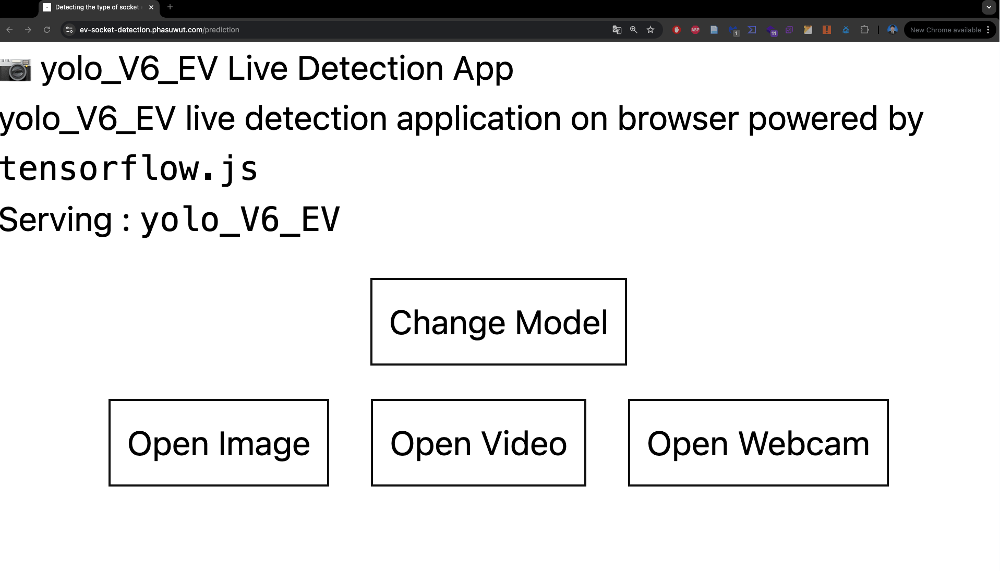 Detecting the type of socket
ev-socket-detection.phasuwut.com/prediction
ABP
1
11
New Chrome available
yolo_V6_EV Live Detection App
yolo_V6_EV live detection application on browser powered by
tensorflow.js
Serving : yolo_V6_EV
Change Model
Open Image
Open Video
Open Webcam